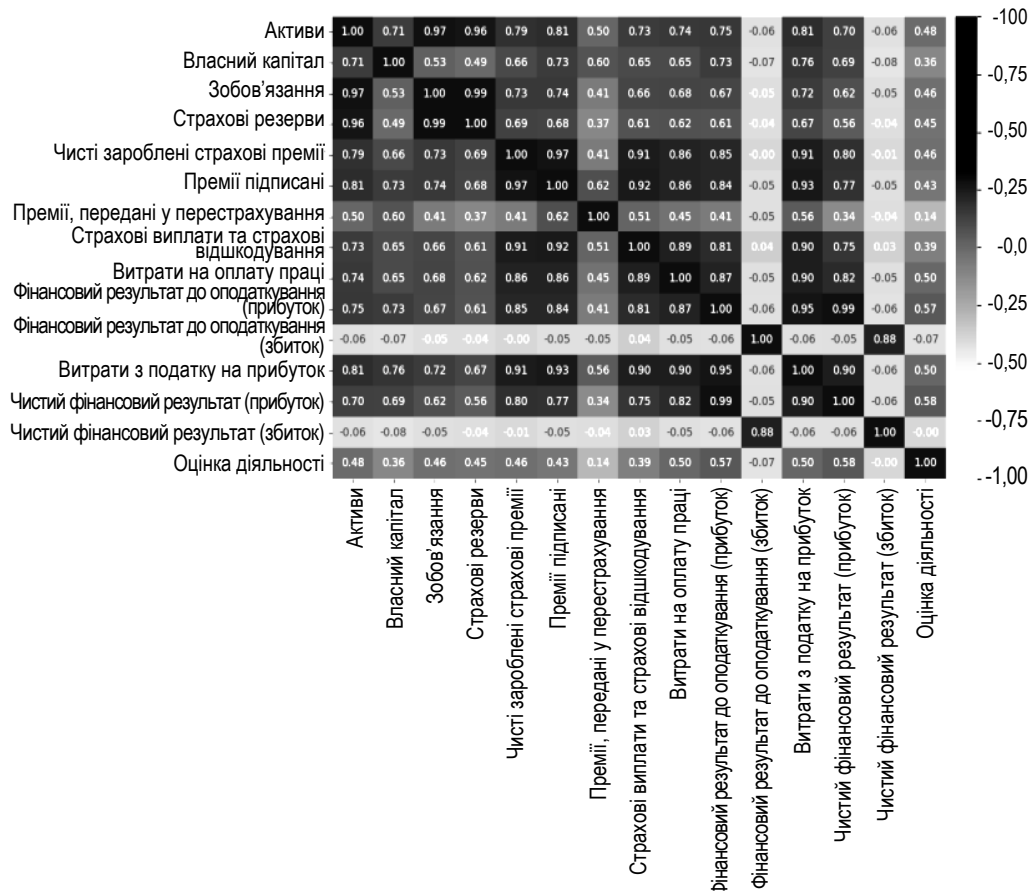 Активи 1.00 0.71 0.97 0.96 0.79 0.81 0.50 0.73 0.74 0.75 -0.06 0.81 0.70 -0.06 0.48
Власний капітал 0.71 1.00 0.53 0.49 0.66 0.73 0.60 0.65 0.65 0.73 -0.07 0.76 0.69 -0.08 0.36
Зобов'язання 0.97 0.53 1.00 0.99 0.73 0.74 0.41 0.66 0.68 0.67 -0.05 0.72 0.62 -0.05 0.46
Страхові резерви 0.96 0.49 0.99 1.00 0.69 0.68 0.37 0.61 0.62 0.61 -0.04 0.67 0.56 -0.04 0.45
Чисті зароблені страхові премії 0.79 0.66 0.73 0.69 1.00 0.97 0.41 0.91 0.86 0.85 -0.00 0.91 0.80 -0.01 0.46
Премії підписані 0.81 0.73 0.74 0.68 0.97 1.00 0.62 0.92 0.86 0.84 -0.05 0.93 0.77 -0.05 0.43
Премії, передані у перестрахування 0.50 0.60 0.41 0.37 0.41 0.62 1.00 0.51 0.45 0.41 -0.05 0.56 0.34 -0.04 0.14
Страхові виплати та страхові
відшкодування 0.73 0.65 0.66 0.61 0.91 0.92 0.51 1.00 0.89 0.81 0.04 0.90 0.75 0.03 0.39
Витрати на оплату праці 0.74 0.65 0.68 0.62 0.86 0.86 0.45 0.89 1.00 0.87 -0.05 0.90 0.82 -0.05 0.50
Фінансовий результат до оподаткування
(прибуток) 0.75 0.73 0.67 0.61 0.85 0.84 0.41 0.81 0.87 1.00 -0.06 0.95 0.99 -0.06 0.57
Фінансовий результат до оподаткування
(збиток) -0.06 -0.07 -0.05 -0.04 -0.00 -0.05 -0.05 0.04 -0.05 -0.06 1.00 -0.06 -0.05 0.88 -0.07
Витрати з податку на прибуток 0.81 0.76 0.72 0.67 0.91 0.93 0.56 0.90 0.90 0.95 -0.06 1.00 0.90 -0.06 0.50
Чистий фінансовий результат (прибуток) 0.70 0.69 0.62 0.56 0.80 0.77 0.34 0.75 0.82 0.99 -0.05 0.90 1.00 -0.06 0.58
Чистий фінансовий результат (збиток) -0.06 -0.08 -0.05 -0.04 -0.01 -0.05 -0.04 0.03 -0.05 -0.06 0.88 -0.06 -0.06 1.00 -0.00
Оцінка діяльності 0.48 0.36 0.46 0.45 0.46 0.43 0.14 0.39 0.50 0.57 -0.07 0.50 0.58 -0.00 1.00
Активи
Власний капітал
Зобов'язання
Страхові резерви
Чисті зароблені страхові премії
Премії підписані
Премії, передані у перестрахування
Страхові виплати та страхові відшкодування
Витрати на оплату праці
Фінансовий результат до оподаткування (прибуток)
Фінансовий результат до оподаткування (збиток)
Витрати з податку на прибуток
Чистий фінансовий результат (прибуток)
Чистий фінансовий результат (збиток)
Оцінка діяльності
-100
-0,75
-0,50
-0,25
-0,0
-0,25
-0,50
-0,75
-1,00